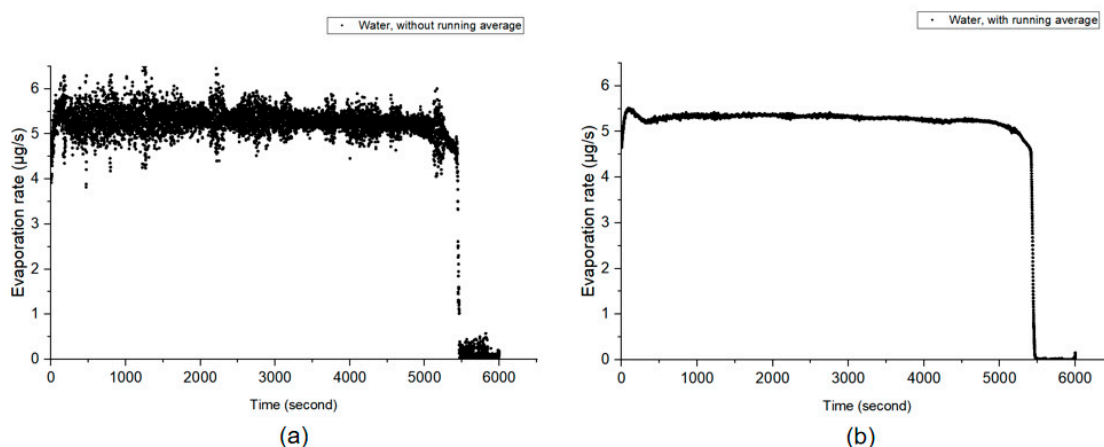 Water, without running average
Evaporation rate (µg/s)
6
5
4
3
2
1
0
0 1000 2000 3000 4000 5000 6000
Time (second)
(a)
Water, with running average
Evaporation rate (µg/s)
6
5
4
3
2
1
0
0 1000 2000 3000 4000 5000 6000
Time (second)
(b)